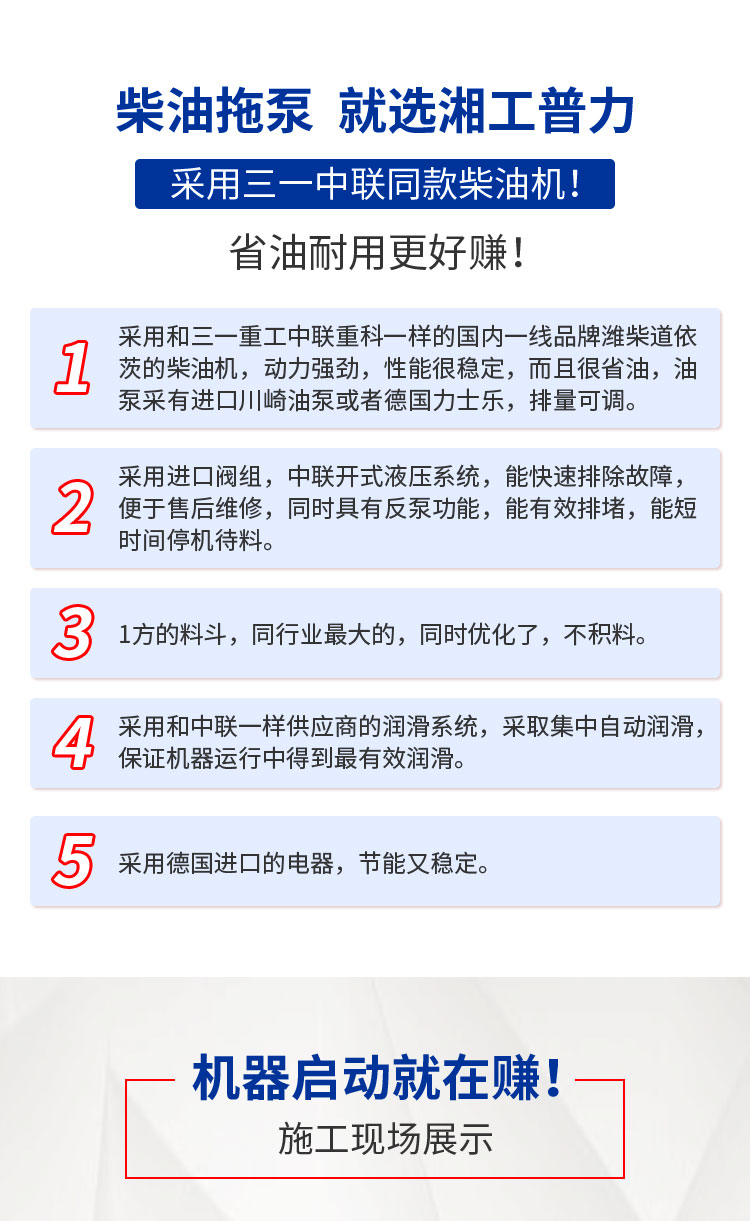 柴油拖泵 就选湘工普力
采用三一中联同款柴油机！
省油耐用更好赚！
1
采用和三一重工中联重科一样的国内一线品牌潍柴道依
茨的柴油机，动力强劲，性能很稳定，而且很省油，油
泵采有进口川崎油泵或者德国力士乐，排量可调。
2
采用进口阀组，中联开式液压系统，能快速排除故障，
便于售后维修，同时具有反泵功能，能有效排堵，能短
时间停机待料。
3
1方的料斗，同行业最大的，同时优化了，不积料。
4
采用和中联一样供应商的润滑系统，采取集中自动润滑，
保证机器运行中得到最有效润滑。
5
采用德国进口的电器，节能又稳定。
机器启动就在赚！
施工现场展示